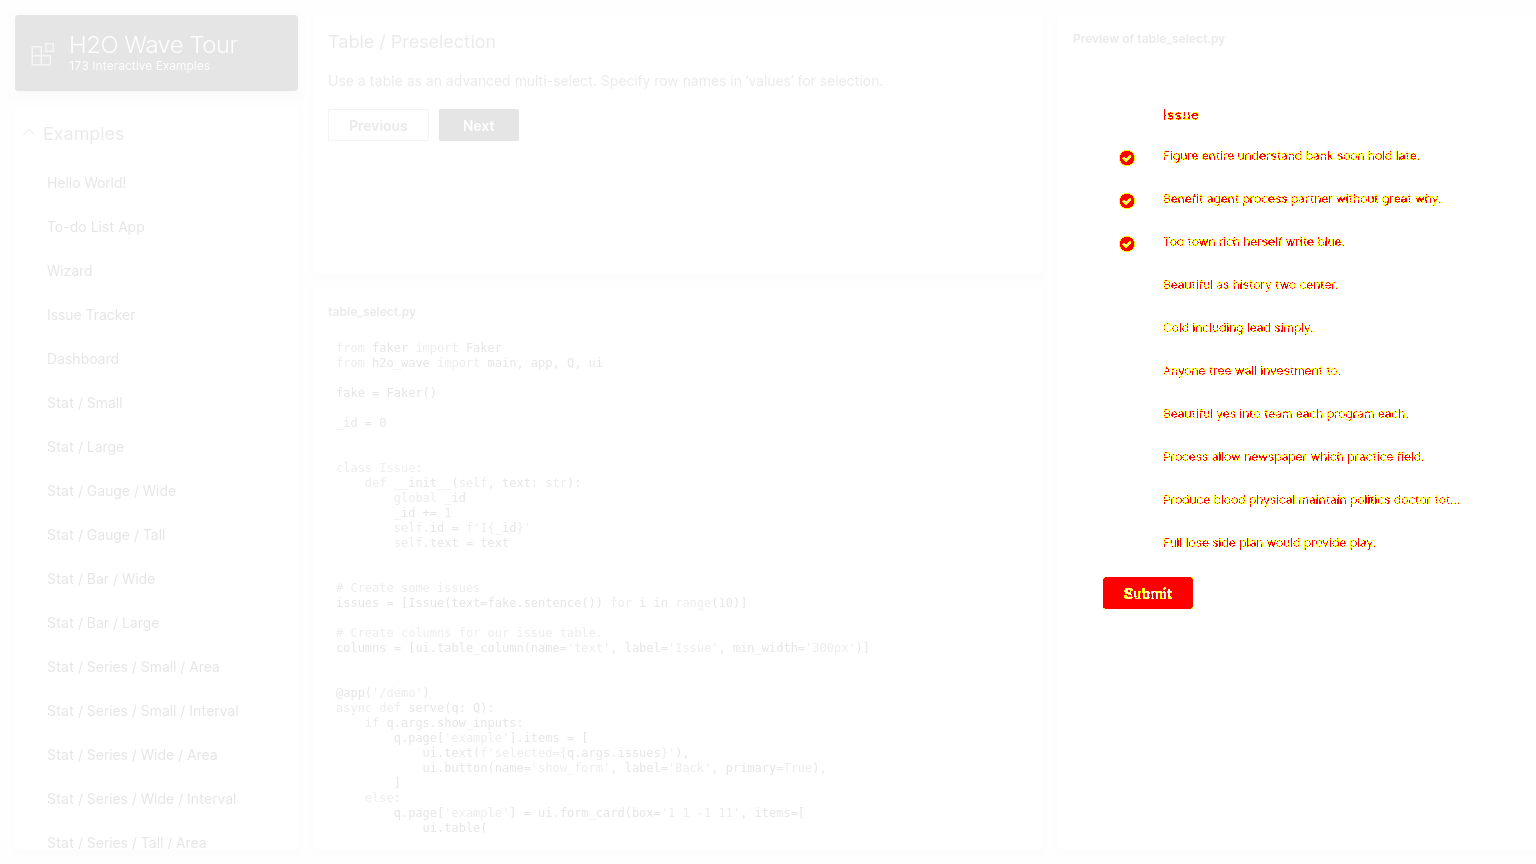 H2O Wave Tour
173 Interactive Examples
Examples
Hello World!
To-do List App
Wizard
Issue Tracker
Dashboard
Stat / Small
Stat / Large
Stat / Gauge / Wide
Stat / Gauge / Tall
Stat / Bar / Wide
Stat / Bar / Large
Stat / Series / Small / Area
Stat / Series / Small / Interval
Stat / Series / Wide / Area
Stat / Series / Wide / Interval
Stat / Series / Tall / Area
Table / Preselection
Use a table as an advanced multi-select. Specify row names in 'values' for selection.
Previous
Next
table_select.py
from faker import Faker
from h2o_wave import main, app, Q, ui
fake = Faker()
_id = 0
class Issue:
    def __init__(self, text: str):
        global _id
        _id += 1
        self.id = f'I{_id}'
        self.text = text
# Create some issues
issues = [Issue(text=fake.sentence()) for i in range(10)]
# Create columns for our issue table.
columns = [ui.table_column(name='text', label='Issue', min_width='300px')]
@app('/demo')
async def serve(q: Q):
    if q.args.show_inputs:
        q.page['example'].items = [
            ui.text(f'selected={q.args.issues}'),
            ui.button(name='show_form', label='Back', primary=True),
        ]
    else:
        q.page['example'] = ui.form_card(box='1 1 -1 11', items=[
            ui.table(
Preview of table_select.py
Issue
Figure entire understand bank soon hold late.
Benefit agent process partner without great why.
Too town rich herself write blue.
Beautiful as history two center.
Cold including lead simply.
Anyone tree wall investment to.
Beautiful yes into team each program each.
Process allow newspaper which practice field.
Produce blood physical maintain politics doctor tot...
Full lose side plan would provide play.
Submit